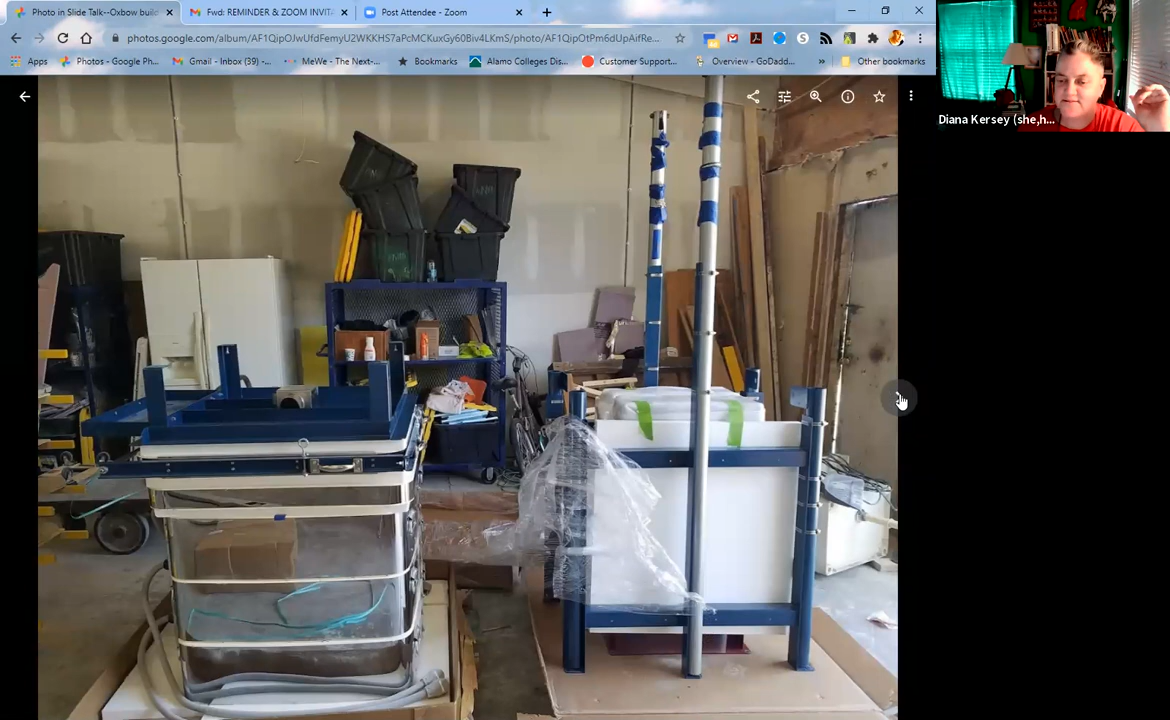 Photo in Slide Talk--Oxbow build
Fwd: REMINDER & ZOOM INVITA
Post Attendee - Zoom
photos.google.com/album/AF1QipOJwUfdFemyU2WKKHS7aPcMCKuxGy60Biv4LKmS/photo/AF1QipOtPm6dUpAifRe...
Apps
Photos - Google Ph...
Gmail - Inbox (39) -...
MeWe - The Next-...
Bookmarks
Alamo Colleges Dis...
Customer Support...
Overview - GoDadd...
»
Other bookmarks
Diana Kersey (she,h...